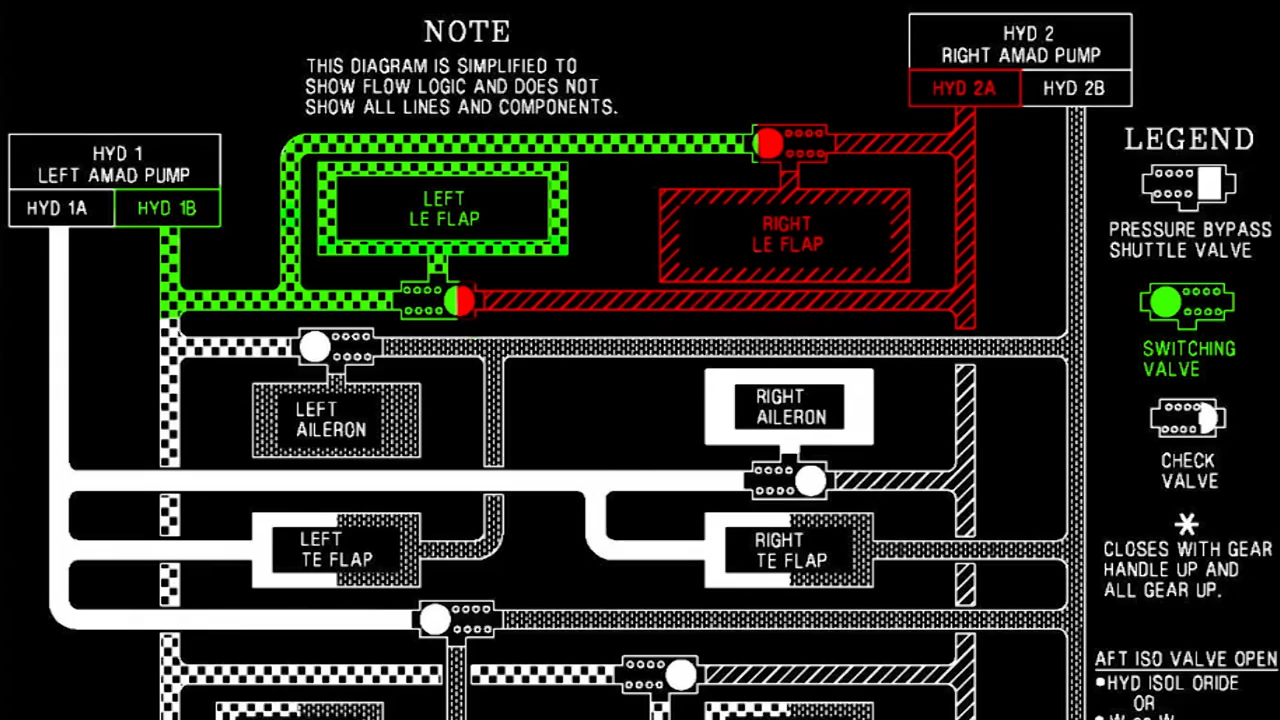 NOTE
THIS DIAGRAM IS SIMPLIFIED TO
SHOW FLOW LOGIC AND DOES NOT
SHOW ALL LINES AND COMPONENTS.
HYD 2
RIGHT AMAD PUMP
HYD 2A
HYD 2B
HYD 1
LEFT AMAD PUMP
HYD 1A
HYD 1B
LEFT
LE FLAP
RIGHT
LE FLAP
LEFT
AILERON
RIGHT
AILERON
LEFT
TE FLAP
RIGHT
TE FLAP
LEGEND
PRESSURE BYPASS
SHUTTLE VALVE
SWITCHING
VALVE
CHECK
VALVE
*
CLOSES WITH GEAR
HANDLE UP AND
ALL GEAR UP.
AFT ISO VALVE OPEN
•HYD ISOL ORIDE
OR